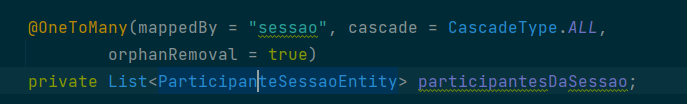 @OneToMany(mappedBy = "sessao", cascade = CascadeType.ALL,
orphanRemoval = true)
private List<ParticipanteSessaoEntity> participantesDaSessao;